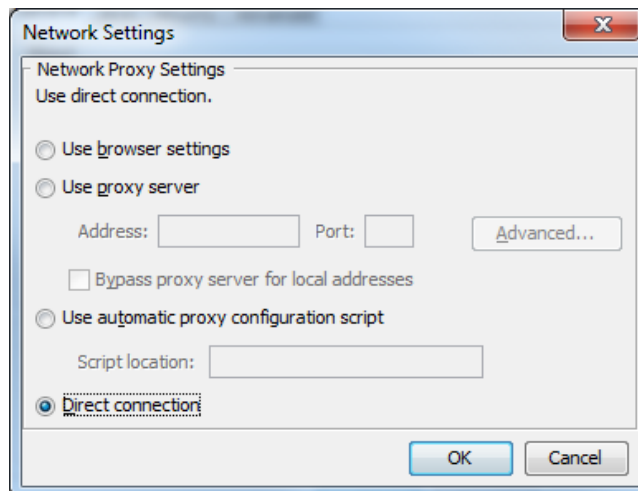 Network Settings
Network Proxy Settings
Use direct connection.
Use browser settings
Use proxy server
Address: Port: Advanced...
Bypass proxy server for local addresses
Use automatic proxy configuration script
Script location:
Direct connection
OK Cancel